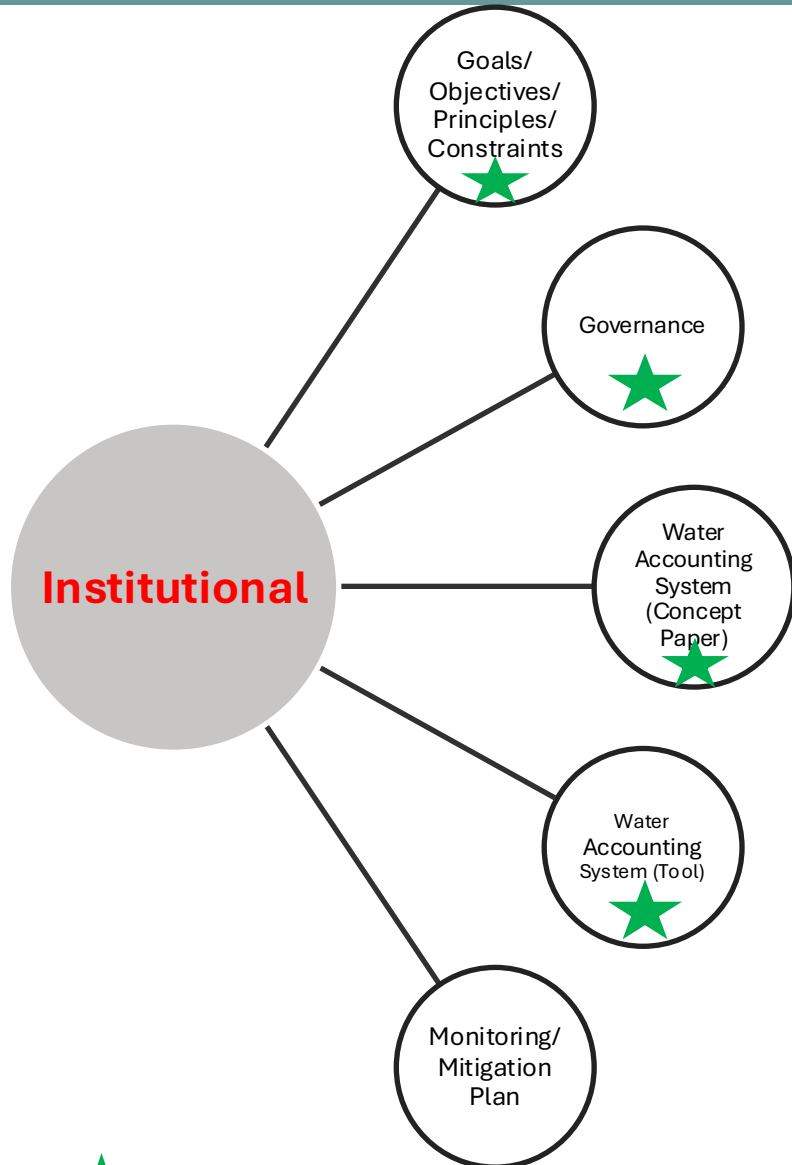 Goals/
Objectives/
Principles/
Constraints
Governance
Water
Accounting
System
(Concept
Paper)
Institutional
Water
Accounting
System (Tool)
Monitoring/
Mitigation
Plan